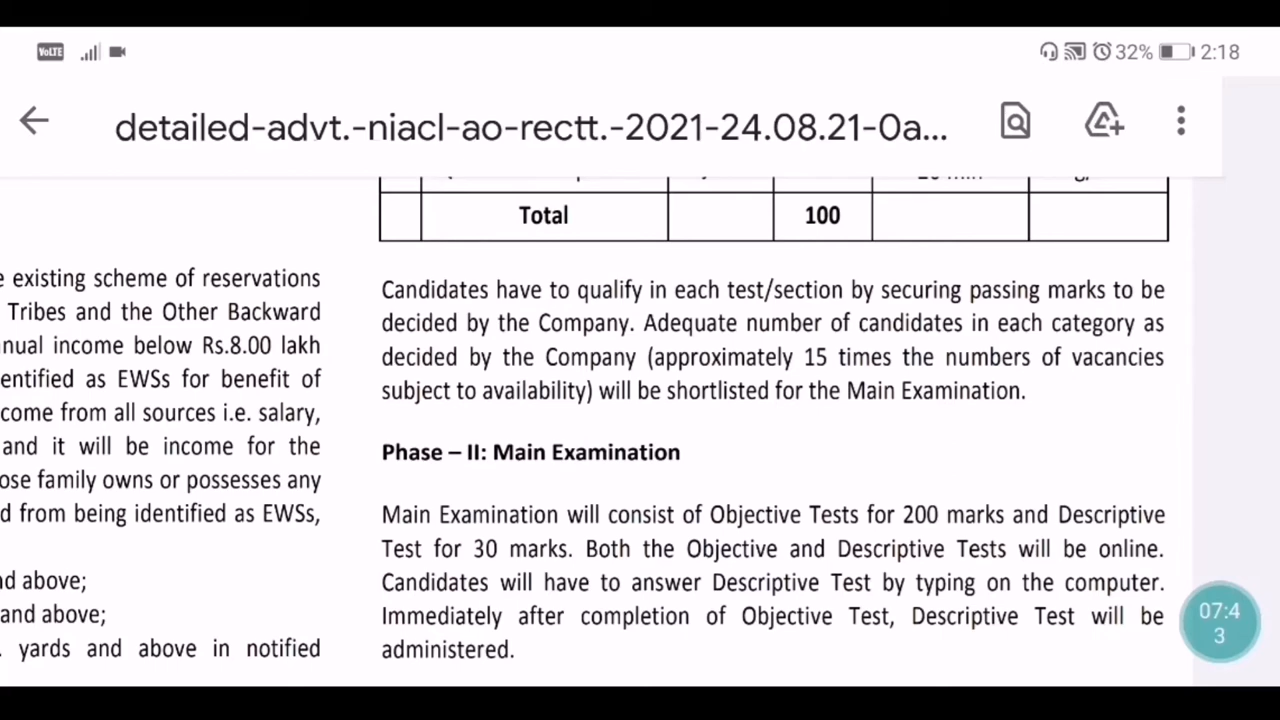 VoLTE 32% 2:18
detailed-advt.-niacl-ao-rectt.-2021-24.08.21-0a...
Total 100
existing scheme of reservations
Tribes and the Other Backward
income below Rs.8.00 lakh
as EWSs for benefit of
from all sources i.e. salary,
and it will be income for the
family owns or possesses any
from being identified as EWSs,
above;
and above;
yards and above in notified
Candidates have to qualify in each test/section by securing passing marks to be
decided by the Company. Adequate number of candidates in each category as
decided by the Company (approximately 15 times the numbers of vacancies
subject to availability) will be shortlisted for the Main Examination.
Phase – II: Main Examination
Main Examination will consist of Objective Tests for 200 marks and Descriptive
Test for 30 marks. Both the Objective and Descriptive Tests will be online.
Candidates will have to answer Descriptive Test by typing on the computer.
Immediately after completion of Objective Test, Descriptive Test will be
administered.
07:4
3